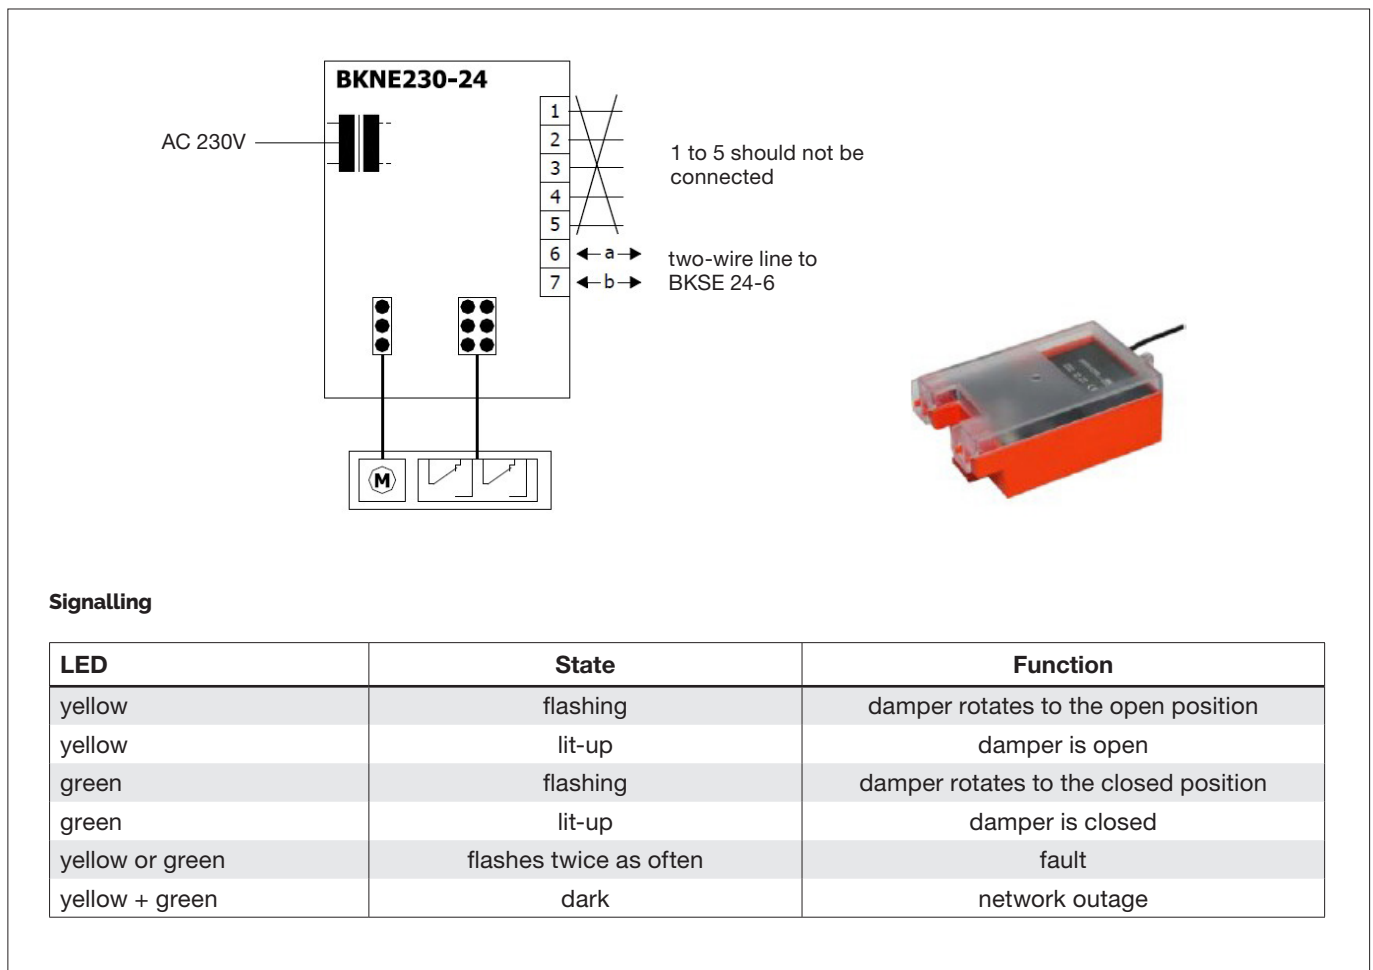 BKNE230-24
AC 230V
1
2
3
4
5
6
7
1 to 5 should not be
connected
a
b
two-wire line to
BKSE 24-6
M
Signalling
LED State Function
yellow flashing damper rotates to the open position
yellow lit-up damper is open
green flashing damper rotates to the closed position
green lit-up damper is closed
yellow or green flashes twice as often fault
yellow + green dark network outage